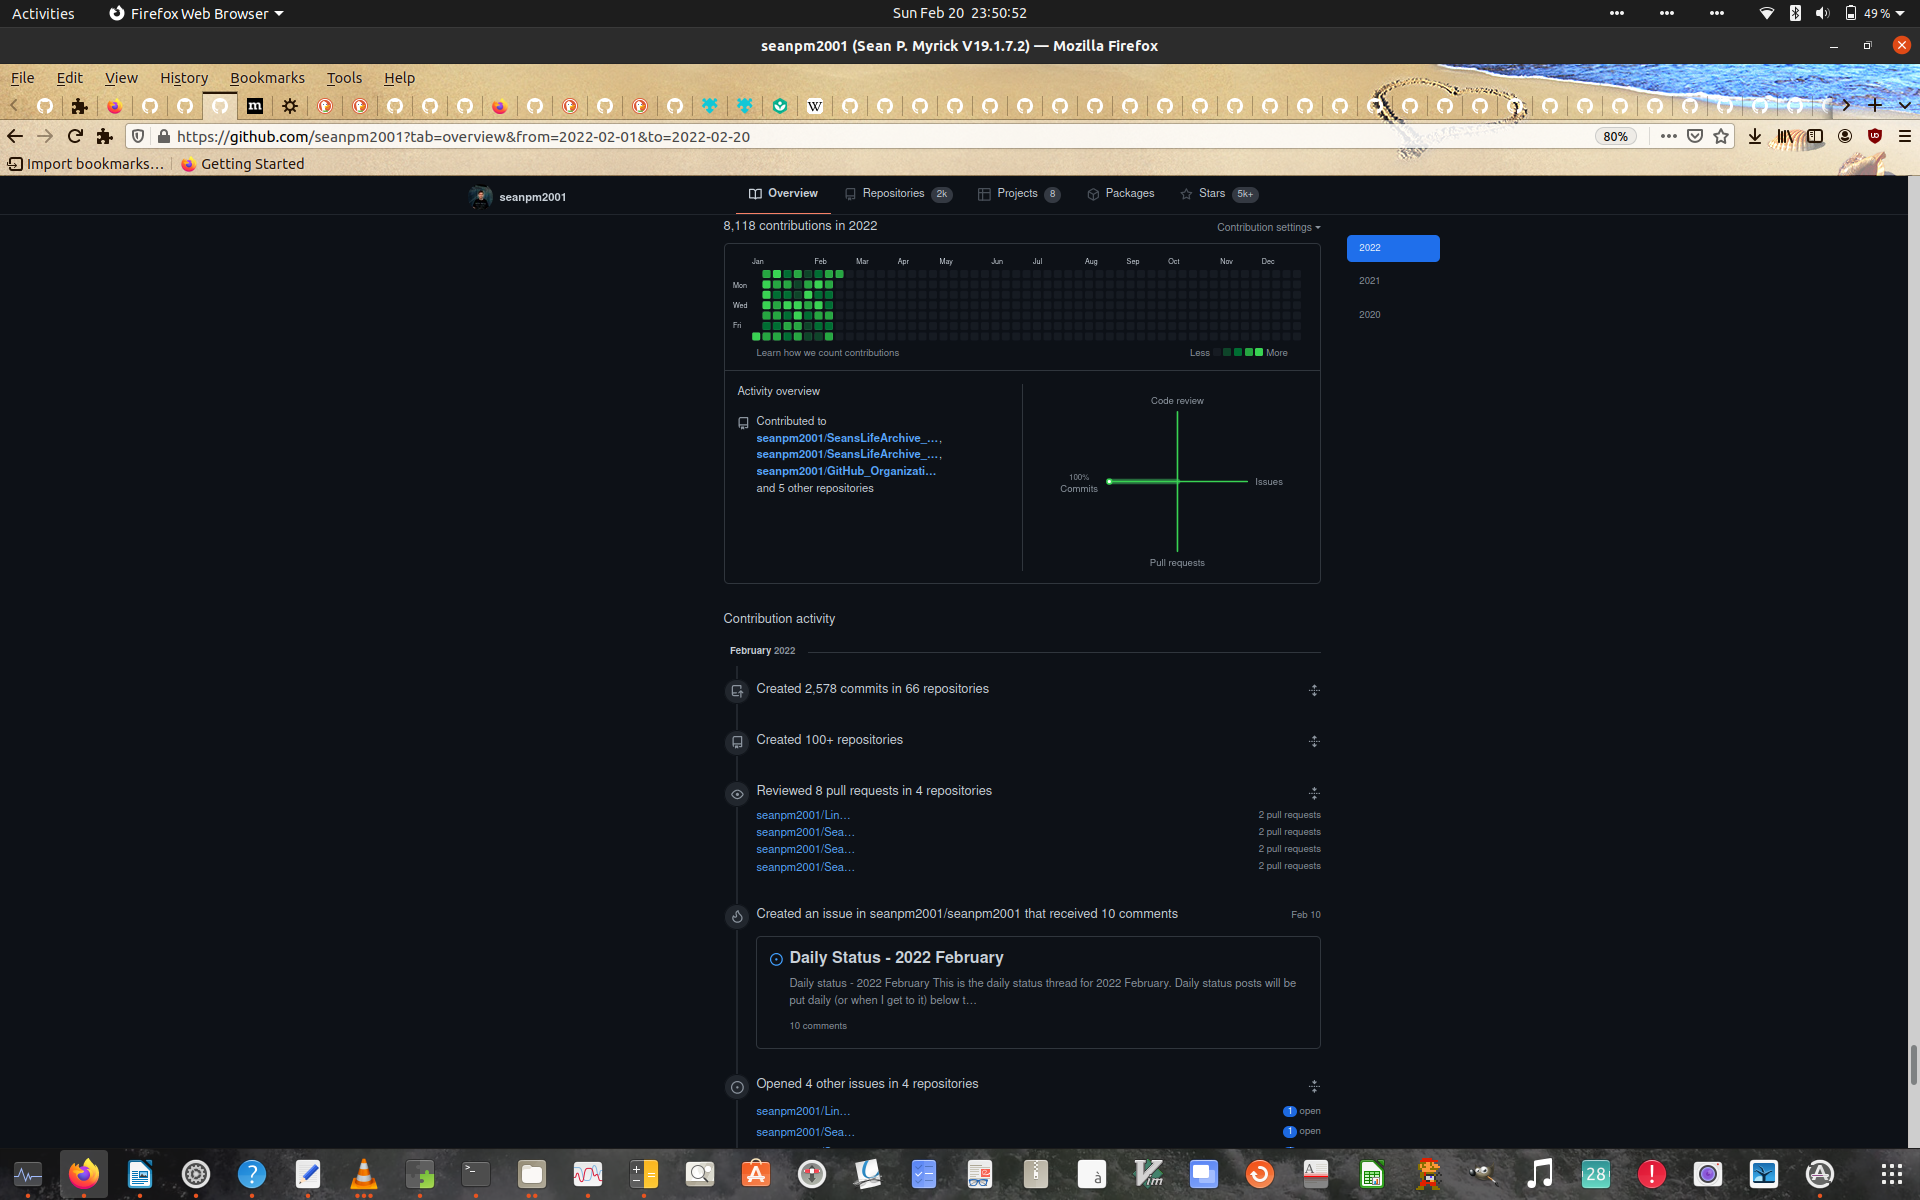 Activities
Firefox Web Browser
Sun Feb 20 23:50:52
49 %
seanpm2001 (Sean P. Myrick V19.1.7.2) — Mozilla Firefox
File Edit View History Bookmarks Tools Help
https://github.com/seanpm2001?tab=overview&from=2022-02-01&to=2022-02-20
80%
Import bookmarks…
Getting Started
seanpm2001
Overview
Repositories 2k
Projects 8
Packages
Stars 5k+
8,118 contributions in 2022
Contribution settings
2022
2021
2020
Jan Feb Mar Apr May Jun Jul Aug Sep Oct Nov Dec
Mon
Wed
Fri
Learn how we count contributions
Less
More
Activity overview
Contributed to
seanpm2001/SeansLifeArchive_…,
seanpm2001/SeansLifeArchive_…,
seanpm2001/GitHub_Organizati…
and 5 other repositories
Code review
100%
Commits
Issues
Pull requests
Contribution activity
February 2022
Created 2,578 commits in 66 repositories
Created 100+ repositories
Reviewed 8 pull requests in 4 repositories
seanpm2001/Lin… 2 pull requests
seanpm2001/Sea… 2 pull requests
seanpm2001/Sea… 2 pull requests
seanpm2001/Sea… 2 pull requests
Created an issue in seanpm2001/seanpm2001 that received 10 comments
Feb 10
Daily Status - 2022 February
Daily status - 2022 February This is the daily status thread for 2022 February. Daily status posts will be
put daily (or when I get to it) below t…
10 comments
Opened 4 other issues in 4 repositories
seanpm2001/Lin… 1 open
seanpm2001/Sea… 1 open
28